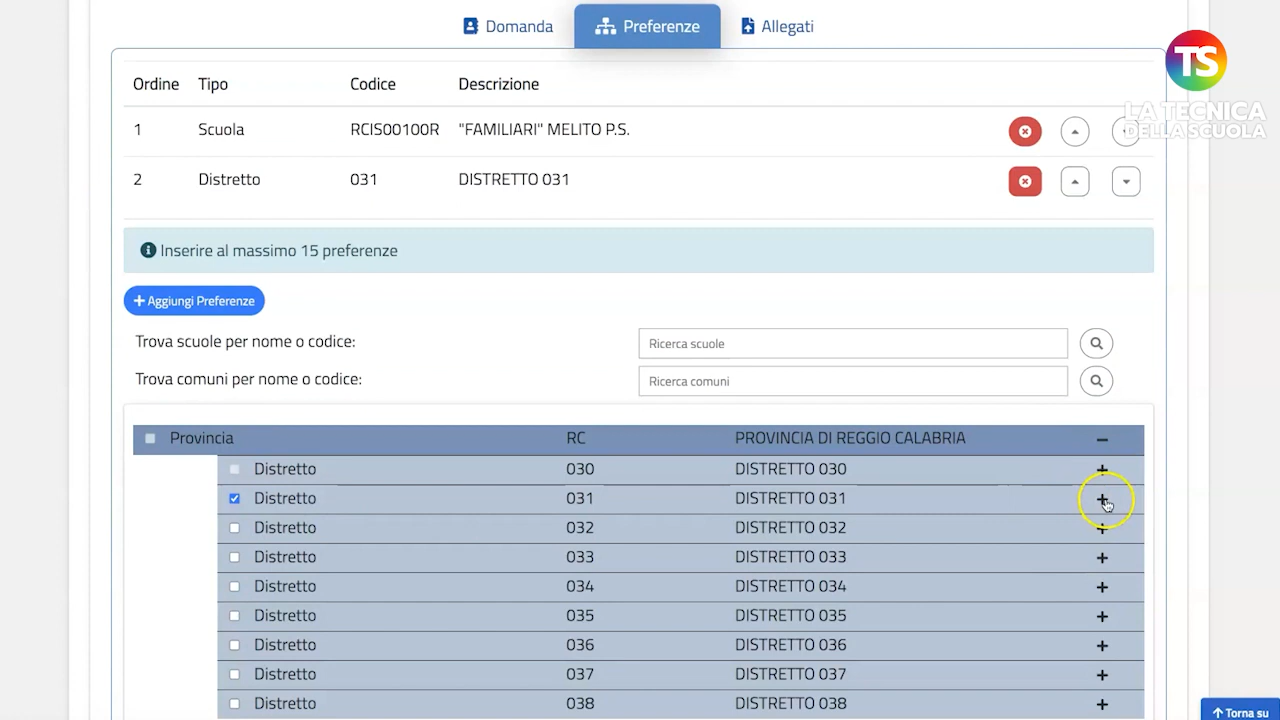 Domanda Preferenze Allegati
TS
LA TECNICA
DELLA SCUOLA
Ordine Tipo Codice Descrizione
1 Scuola RCIS00100R "FAMILIARI" MELITO P.S.
2 Distretto 031 DISTRETTO 031
Inserire al massimo 15 preferenze
Aggiungi Preferenze
Trova scuole per nome o codice: Ricerca scuole
Trova comuni per nome o codice: Ricerca comuni
Provincia RC PROVINCIA DI REGGIO CALABRIA
Distretto 030 DISTRETTO 030
Distretto 031 DISTRETTO 031
Distretto 032 DISTRETTO 032
Distretto 033 DISTRETTO 033
Distretto 034 DISTRETTO 034
Distretto 035 DISTRETTO 035
Distretto 036 DISTRETTO 036
Distretto 037 DISTRETTO 037
Distretto 038 DISTRETTO 038
Torna su